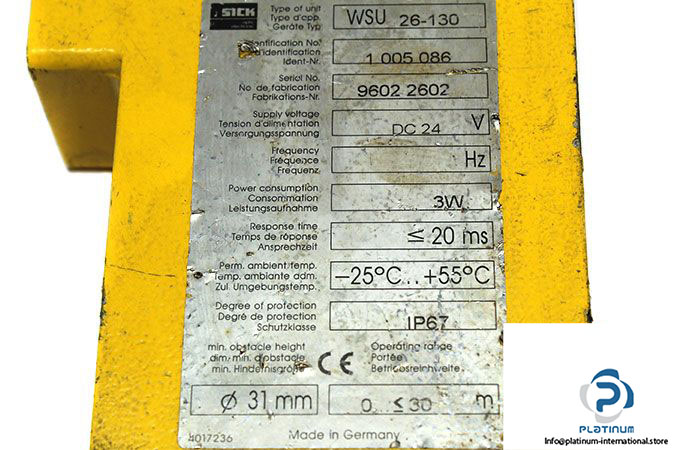 SICK
Type of unit
Type d'app.
Geräte Typ
WSU 26-130
Identification No.
d'identification
Ident-Nr.
1 005 086
Serial No.
No. de fabrication
Fabrikations-Nr.
9602 2602
Supply voltage
Tension d'alimentation
Versorgungsspannung
DC 24 V
Frequency
Fréquence
Frequenz
Hz
Power consumption
Consommation
Leistungsaufnahme
3W
Response time
Temps de réponse
Ansprechzeit
≤ 20 ms
Perm. ambient/temp.
Temp. ambiante adm.
Zul. Umgebungstemp.
−25°C...+55°C
Degree of protection
Degré de protection
Schutzklasse
IP67
min. obstacle height
dim. min. d'obstacle
min. Hindernisgröße
CE
Operating range
Portée
Betriebsreichweite
Ø 31 mm
0...≤ 30 m
4017236
Made in Germany
PLATINUM
Info@platinum-international.store